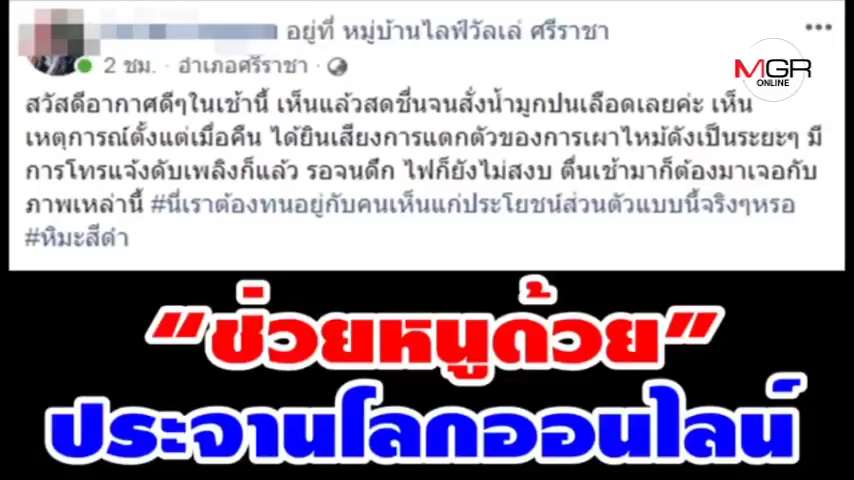 อยู่ที่ หมู่บ้านไลฟ์วัลเล่ ศรีราชา
2 ชม. · อำเภอศรีราชา ·
MGR
ONLINE
สวัสดีอากาศดีๆในเช้านี้ เห็นแล้วสดชื่นจนสั่งน้ำมูกปนเลือดเลยค่ะ เห็น
เหตุการณ์ตั้งแต่เมื่อคืน ได้ยินเสียงการแตกตัวของการเผาไหม้ดังเป็นระยะๆ มี
การโทรแจ้งดับเพลิงก็แล้ว รอจนดึก ไฟก็ยังไม่สงบ ตื่นเช้ามาก็ต้องมาเจอกับ
ภาพเหล่านี้ #นี่เราต้องทนอยู่กับคนเห็นแก่ประโยชน์ส่วนตัวแบบนี้จริงๆหรอ
#หิมะสีดำ
“ช่วยหนูด้วย”
ประจานโลกออนไลน์